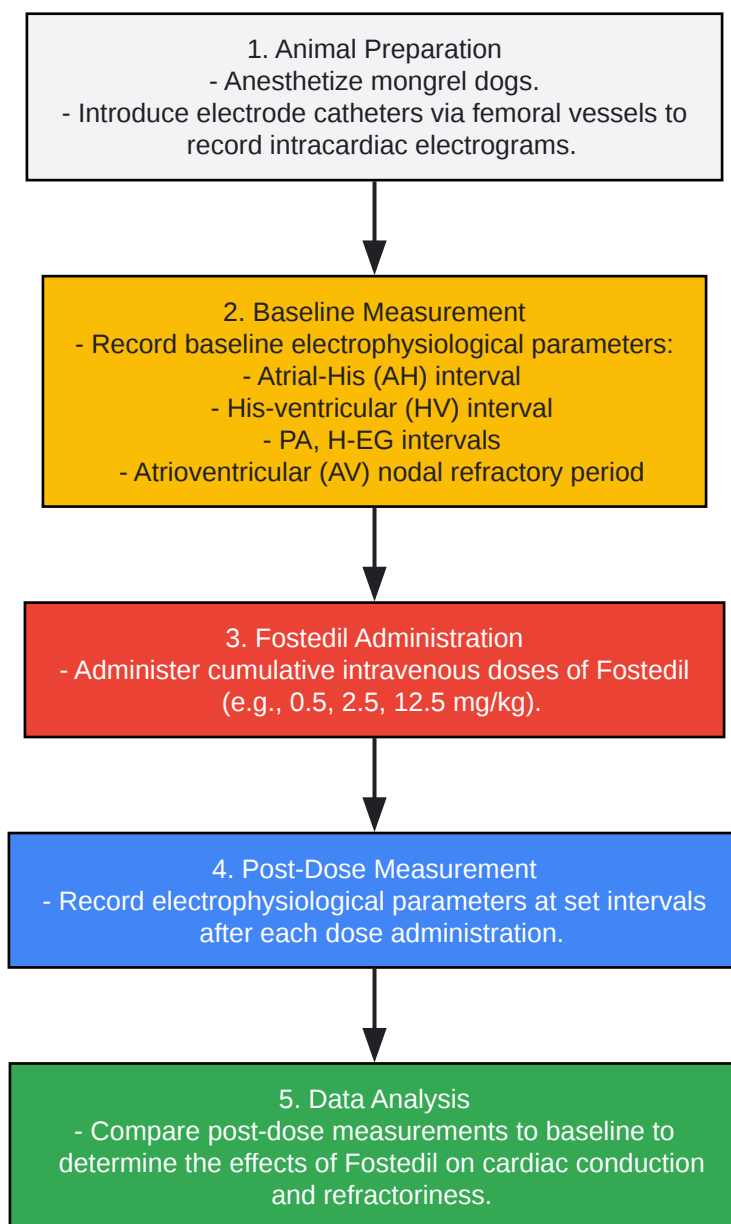 1. Animal Preparation
- Anesthetize mongrel dogs.
- Introduce electrode catheters via femoral vessels to
record intracardiac electrograms.
2. Baseline Measurement
- Record baseline electrophysiological parameters:
- Atrial-His (AH) interval
- His-ventricular (HV) interval
- PA, H-EG intervals
- Atrioventricular (AV) nodal refractory period
3. Fostedil Administration
- Administer cumulative intravenous doses of Fostedil
(e.g., 0.5, 2.5, 12.5 mg/kg).
4. Post-Dose Measurement
- Record electrophysiological parameters at set intervals
after each dose administration.
5. Data Analysis
- Compare post-dose measurements to baseline to
determine the effects of Fostedil on cardiac conduction
and refractoriness.